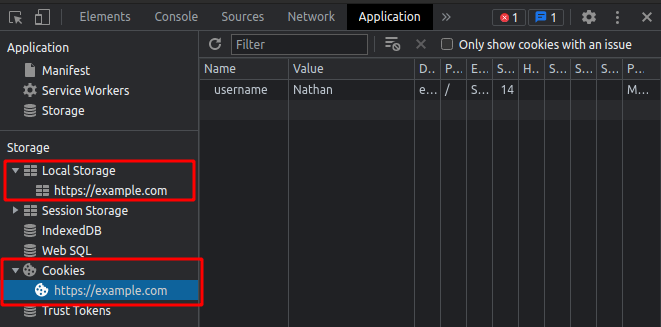 Elements Console Sources Network Application » 1 1
Application
Manifest
Service Workers
Storage
Storage
Local Storage
https://example.com
Session Storage
IndexedDB
Web SQL
Cookies
https://example.com
Trust Tokens
Filter Only show cookies with an issue
Name Value D... P... E... S... H... S... S... S... P...
username Nathan e... / S... 14 M...